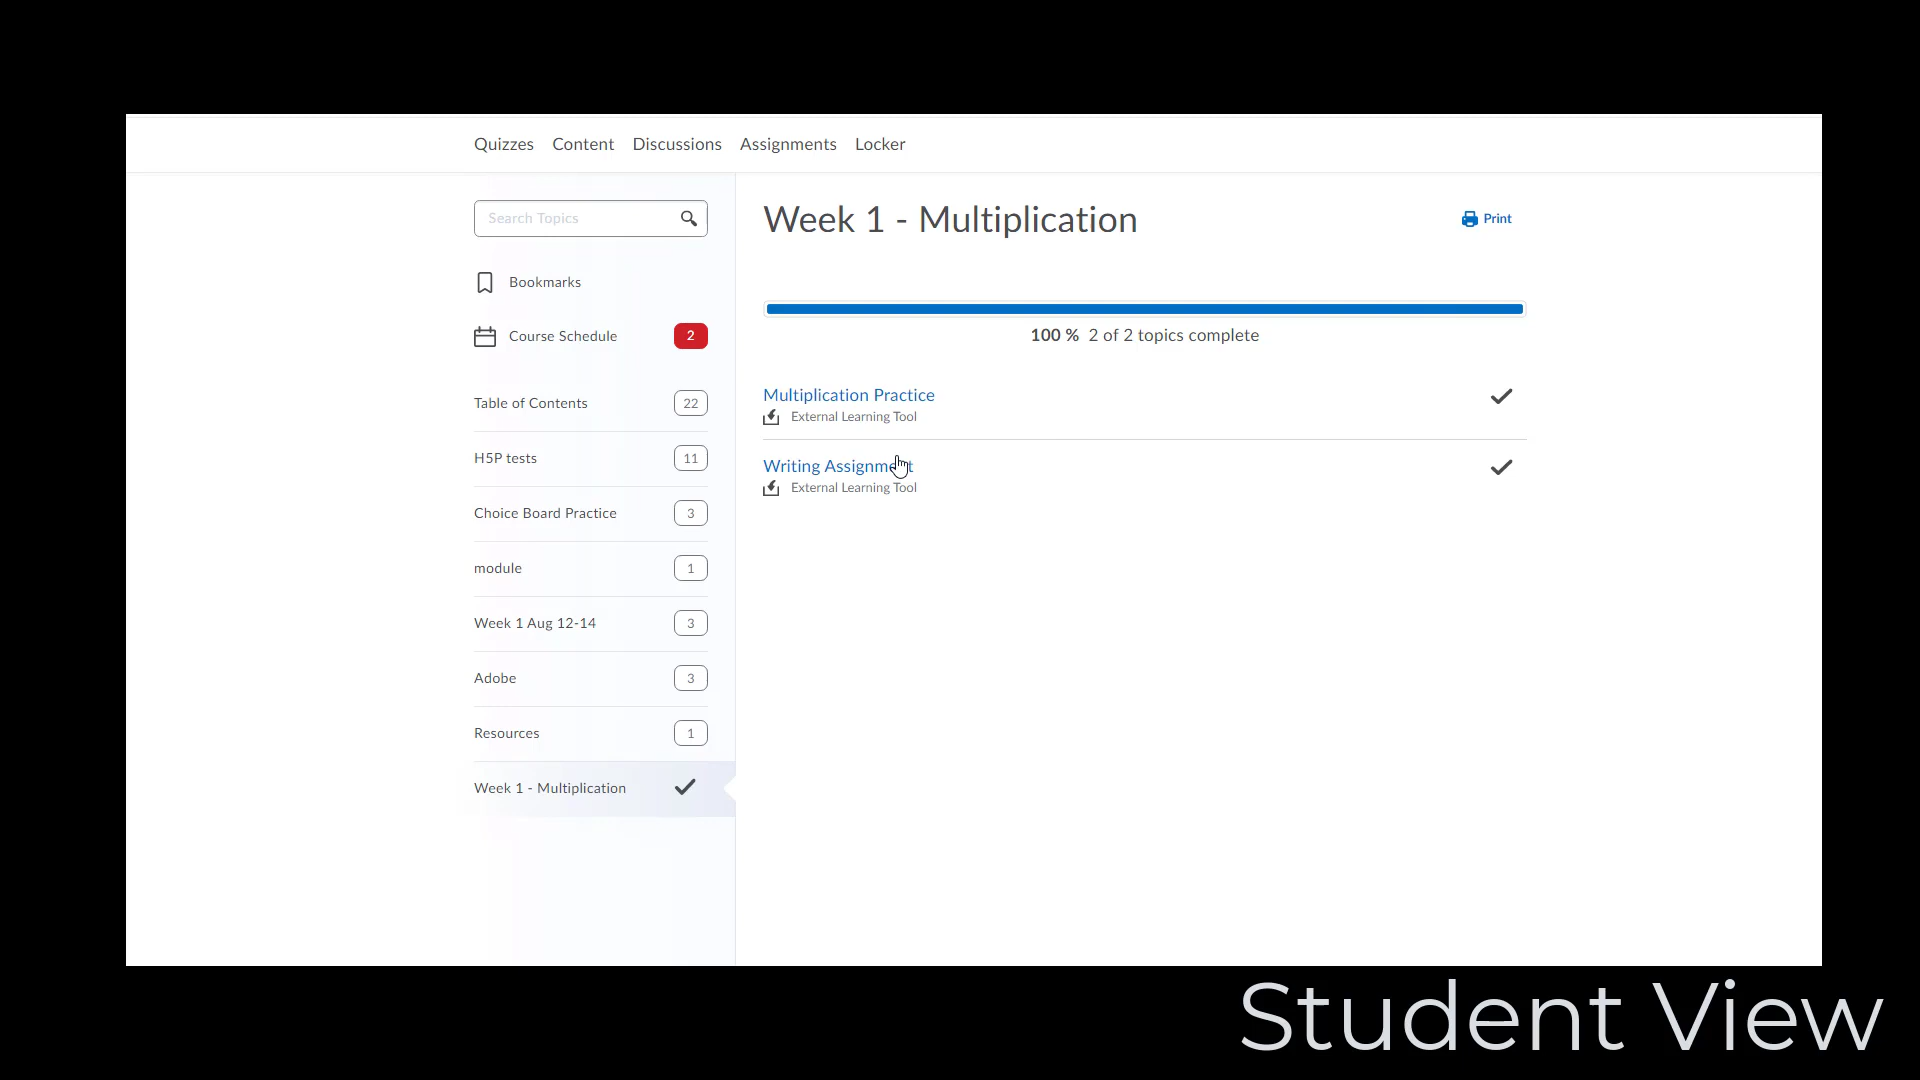 Quizzes Content Discussions Assignments Locker
Search Topics
Bookmarks
Course Schedule 2
Table of Contents 22
H5P tests 11
Choice Board Practice 3
module 1
Week 1 Aug 12-14 3
Adobe 3
Resources 1
Week 1 - Multiplication
Week 1 - Multiplication
Print
100 % 2 of 2 topics complete
Multiplication Practice
External Learning Tool
Writing Assignment
External Learning Tool
Student View